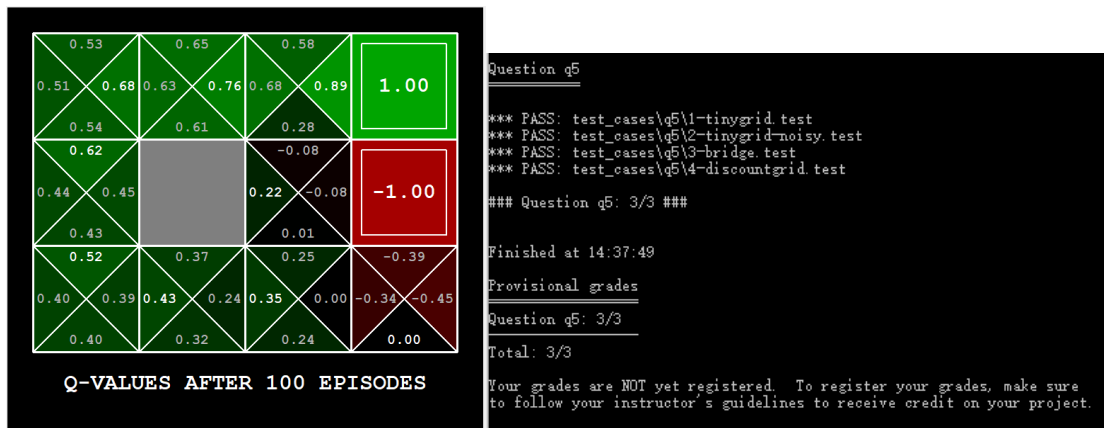 0.53 0.65 0.58
0.51 0.68 0.63 0.76 0.68 0.89 1.00
0.54 0.61 0.28
0.62 -0.08
0.44 0.45 0.22 -0.08 -1.00
0.43 0.01
0.52 0.37 0.25 -0.39
0.40 0.39 0.43 0.24 0.35 0.00 -0.34 -0.45
0.40 0.32 0.24 0.00
Q-VALUES AFTER 100 EPISODES
Question q5
*** PASS: test_cases\q5\1-tinygrid.test
*** PASS: test_cases\q5\2-tinygrid-noisy.test
*** PASS: test_cases\q5\3-bridge.test
*** PASS: test_cases\q5\4-discountgrid.test
### Question q5: 3/3 ###
Finished at 14:37:49
Provisional grades
Question q5: 3/3
Total: 3/3
Your grades are NOT yet registered.  To register your grades, make sure
to follow your instructor's guidelines to receive credit on your project.